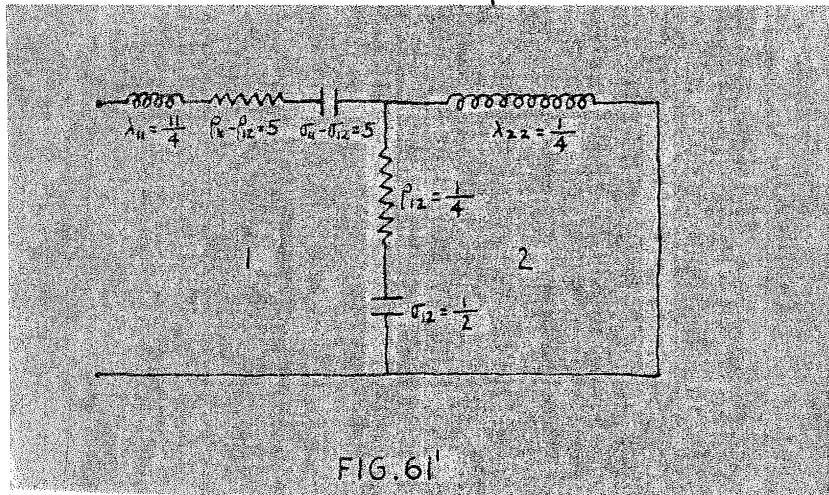 λ₁₁ = 11/4
ρ₁₁-ρ₁₂=5
σ₁₁-σ₁₂=5
λ₂₂ = 1/4
ρ₁₂ = 1/4
1
2
σ₁₂ = 1/2
FIG.61'